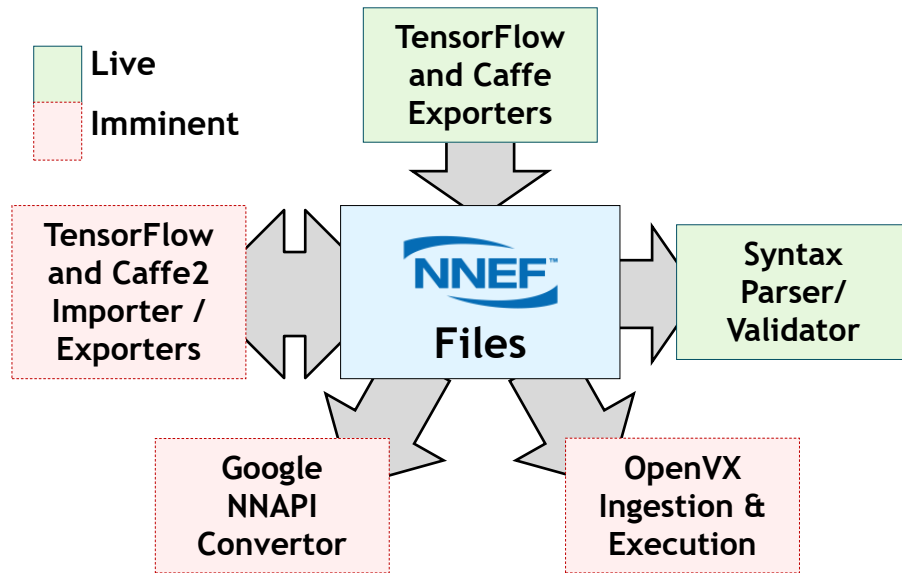 Live
Imminent
TensorFlow
and Caffe
Exporters
TensorFlow
and Caffe2
Importer /
Exporters
NNEF™
Files
Syntax
Parser/
Validator
Google
NNAPI
Convertor
OpenVX
Ingestion &
Execution